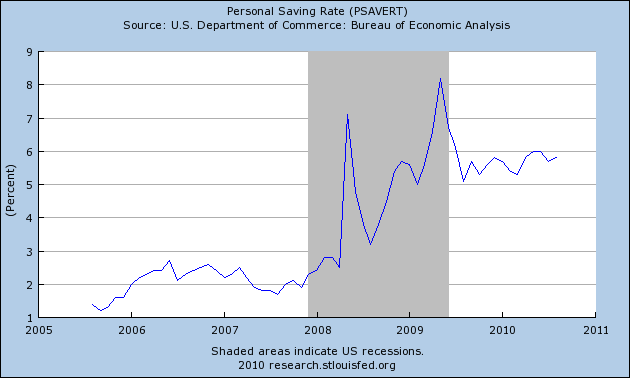 Personal Saving Rate (PSAVERT)
Source: U.S. Department of Commerce: Bureau of Economic Analysis
9
8
7
6
5
4
3
2
1
(Percent)
2005 2006 2007 2008 2009 2010 2011
Shaded areas indicate US recessions.
2010 research.stlouisfed.org